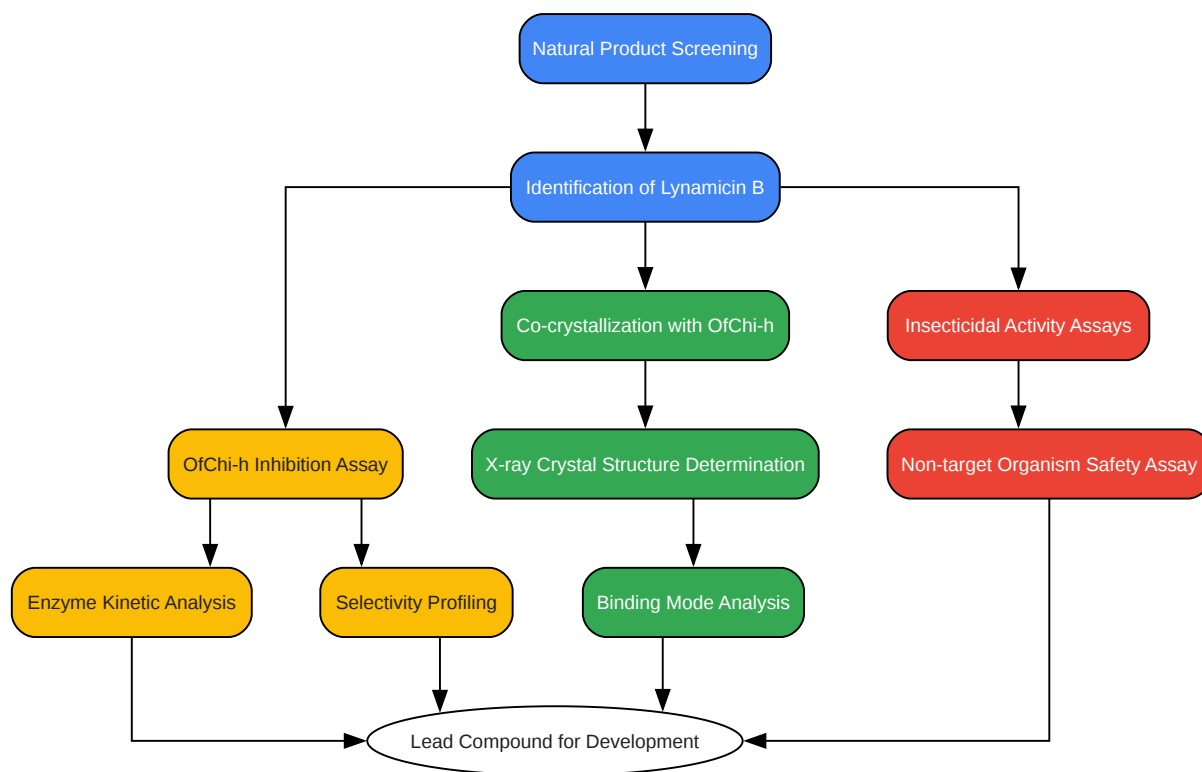 Natural Product Screening
Identification of Lynamicin B
Co-crystallization with OfChi-h
Insecticidal Activity Assays
OfChi-h Inhibition Assay
X-ray Crystal Structure Determination
Non-target Organism Safety Assay
Enzyme Kinetic Analysis
Selectivity Profiling
Binding Mode Analysis
Lead Compound for Development